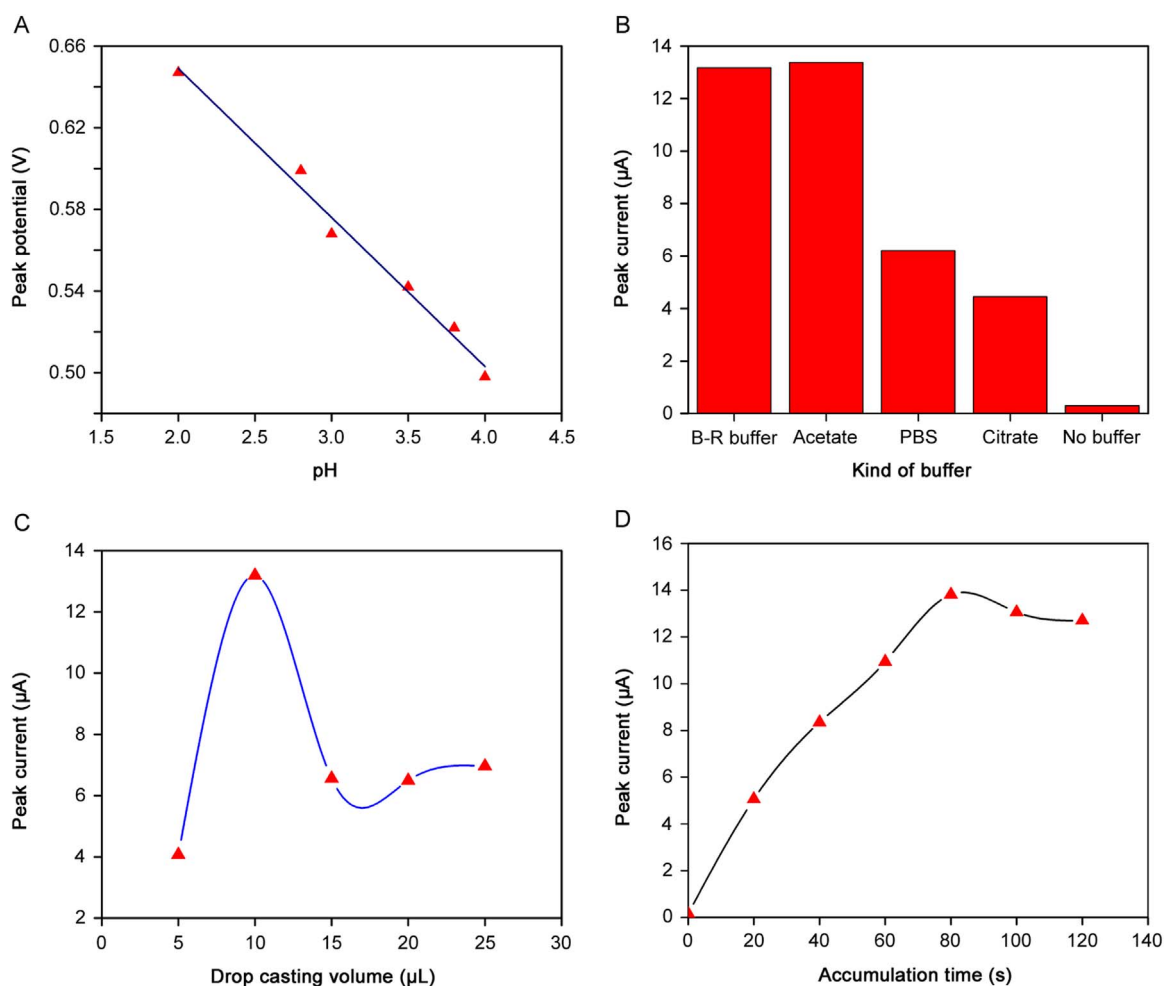 A
0.66
0.62
0.58
0.54
0.50
Peak potential (V)
1.5 2.0 2.5 3.0 3.5 4.0 4.5
pH
B
14
12
10
8
6
4
2
0
Peak current (µA)
B-R buffer Acetate PBS Citrate No buffer
Kind of buffer
C
14
12
10
8
6
4
2
Peak current (µA)
0 5 10 15 20 25 30
Drop casting volume (µL)
D
16
14
12
10
8
6
4
2
0
Peak current (µA)
0 20 40 60 80 100 120 140
Accumulation time (s)